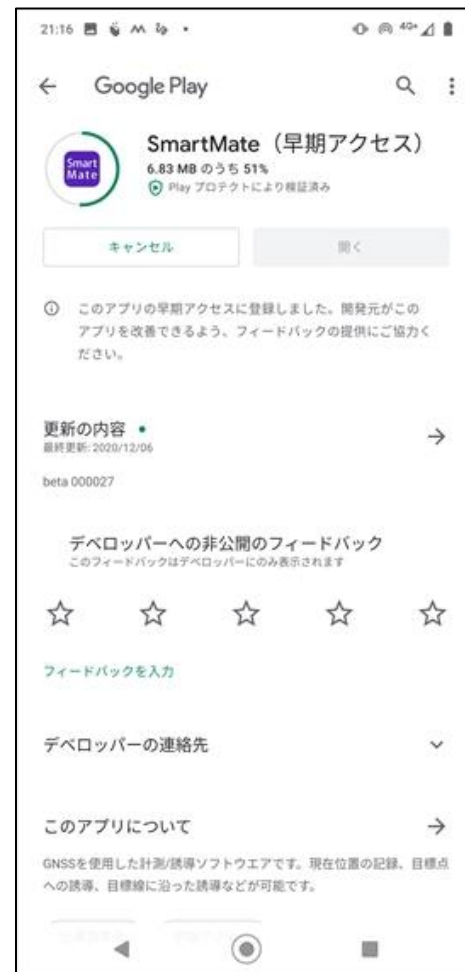 21:16
4G+
Google Play
Smart
Mate
SmartMate（早期アクセス）
6.83 MB のうち 51%
Play プロテクトにより検証済み
キャンセル
開く
このアプリの早期アクセスに登録しました。開発元がこの
アプリを改善できるよう、フィードバックの提供にご協力く
ださい。
更新の内容
最終更新: 2020/12/06
beta 000027
デベロッパーへの非公開のフィードバック
このフィードバックはデベロッパーにのみ表示されます
フィードバックを入力
デベロッパーの連絡先
このアプリについて
GNSSを使用した計測/誘導ソフトウエアです。現在位置の記録、目標点
への誘導、目標線に沿った誘導などが可能です。